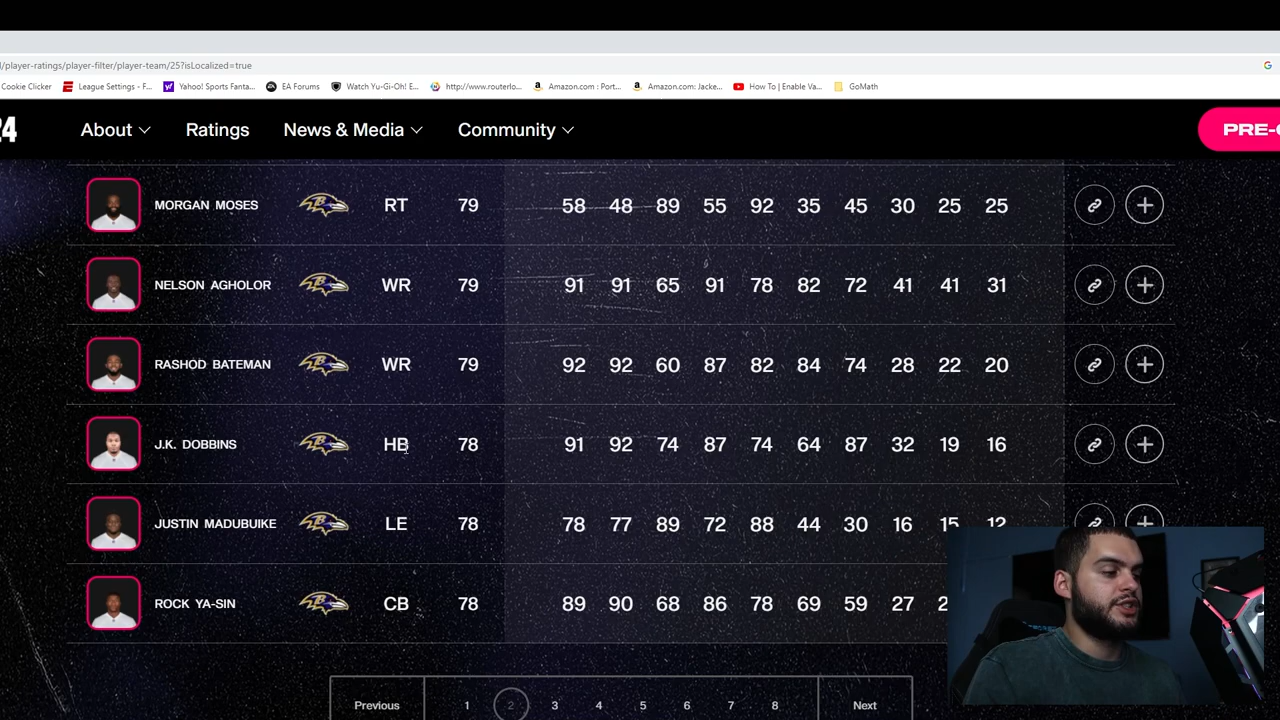 /player-ratings/player-filter/player-team/25?isLocalized=true
Cookie Clicker League Settings - F... Yahoo! Sports Fanta... EA Forums Watch Yu-Gi-Oh! E... http://www.routerlo... Amazon.com : Port... Amazon.com: Jacke... How To | Enable Va... GoMath
24 About Ratings News & Media Community PRE-
MORGAN MOSES RT 79 58 48 89 55 92 35 45 30 25 25
NELSON AGHOLOR WR 79 91 91 65 91 78 82 72 41 41 31
RASHOD BATEMAN WR 79 92 92 60 87 82 84 74 28 22 20
J.K. DOBBINS HB 78 91 92 74 87 74 64 87 32 19 16
JUSTIN MADUBUIKE LE 78 78 77 89 72 88 44 30 16 15 12
ROCK YA-SIN CB 78 89 90 68 86 78 69 59 27
Previous 1 2 3 4 5 6 7 8 Next